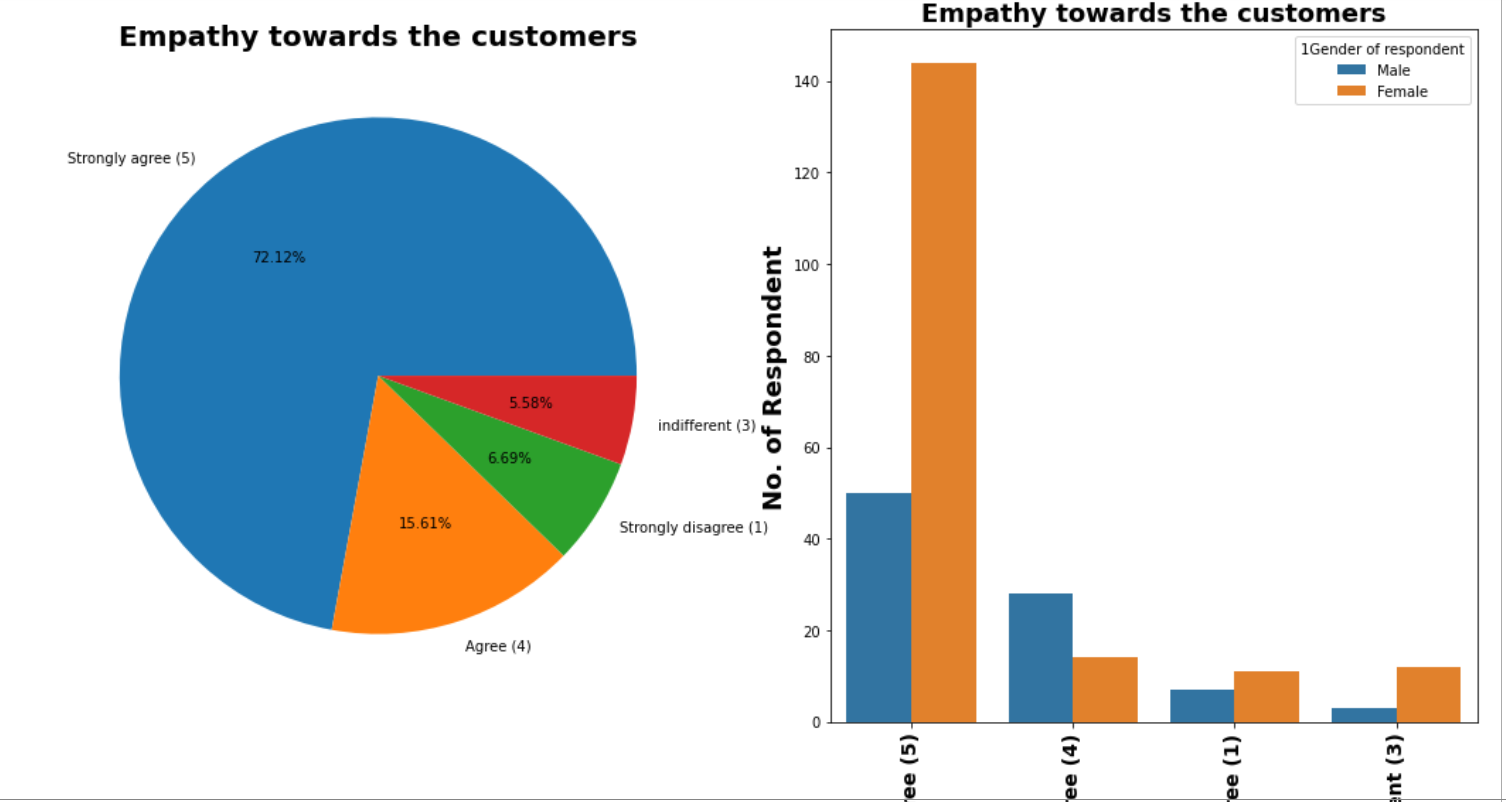 Empathy towards the customers
Strongly agree (5)
72.12%
5.58%
indifferent (3)
6.69%
15.61%
Strongly disagree (1)
Agree (4)
Empathy towards the customers
1Gender of respondent
Male
Female
No. of Respondent
140
120
100
80
60
40
20
0
ree (5)
ree (4)
ree (1)
ent (3)